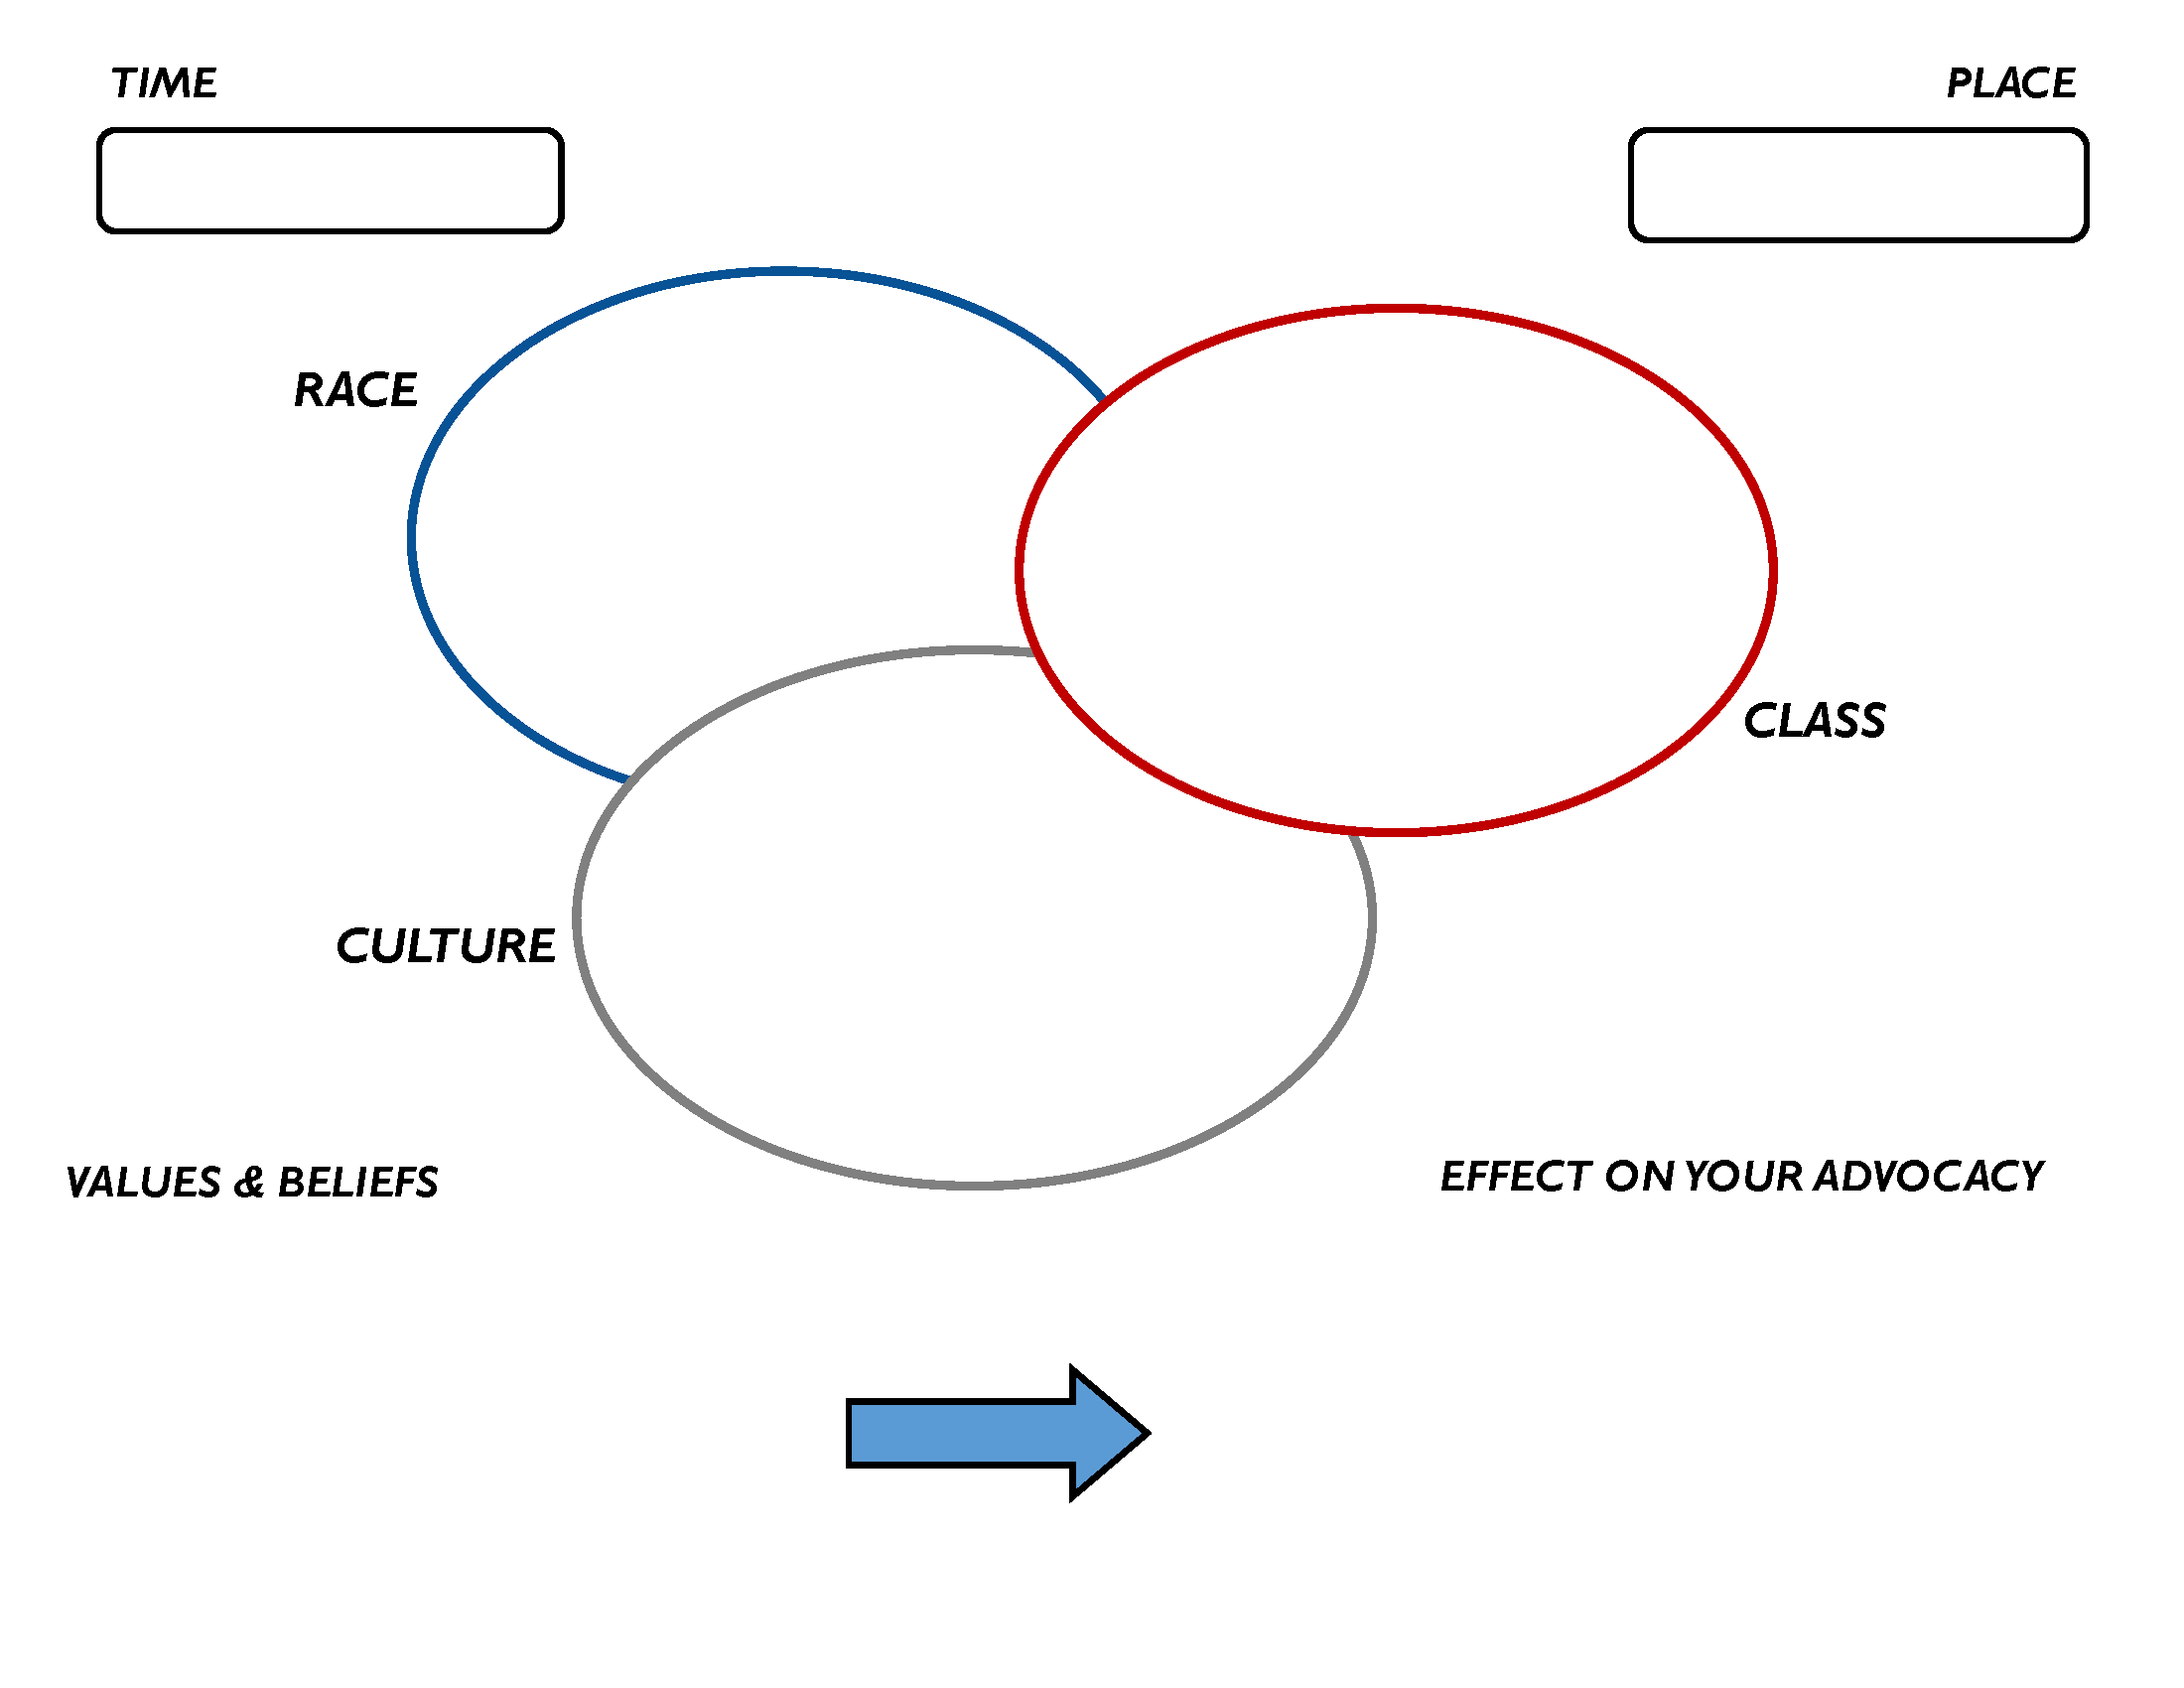 TIME
PLACE
RACE
CLASS
CULTURE
VALUES & BELIEFS
EFFECT ON YOUR ADVOCACY